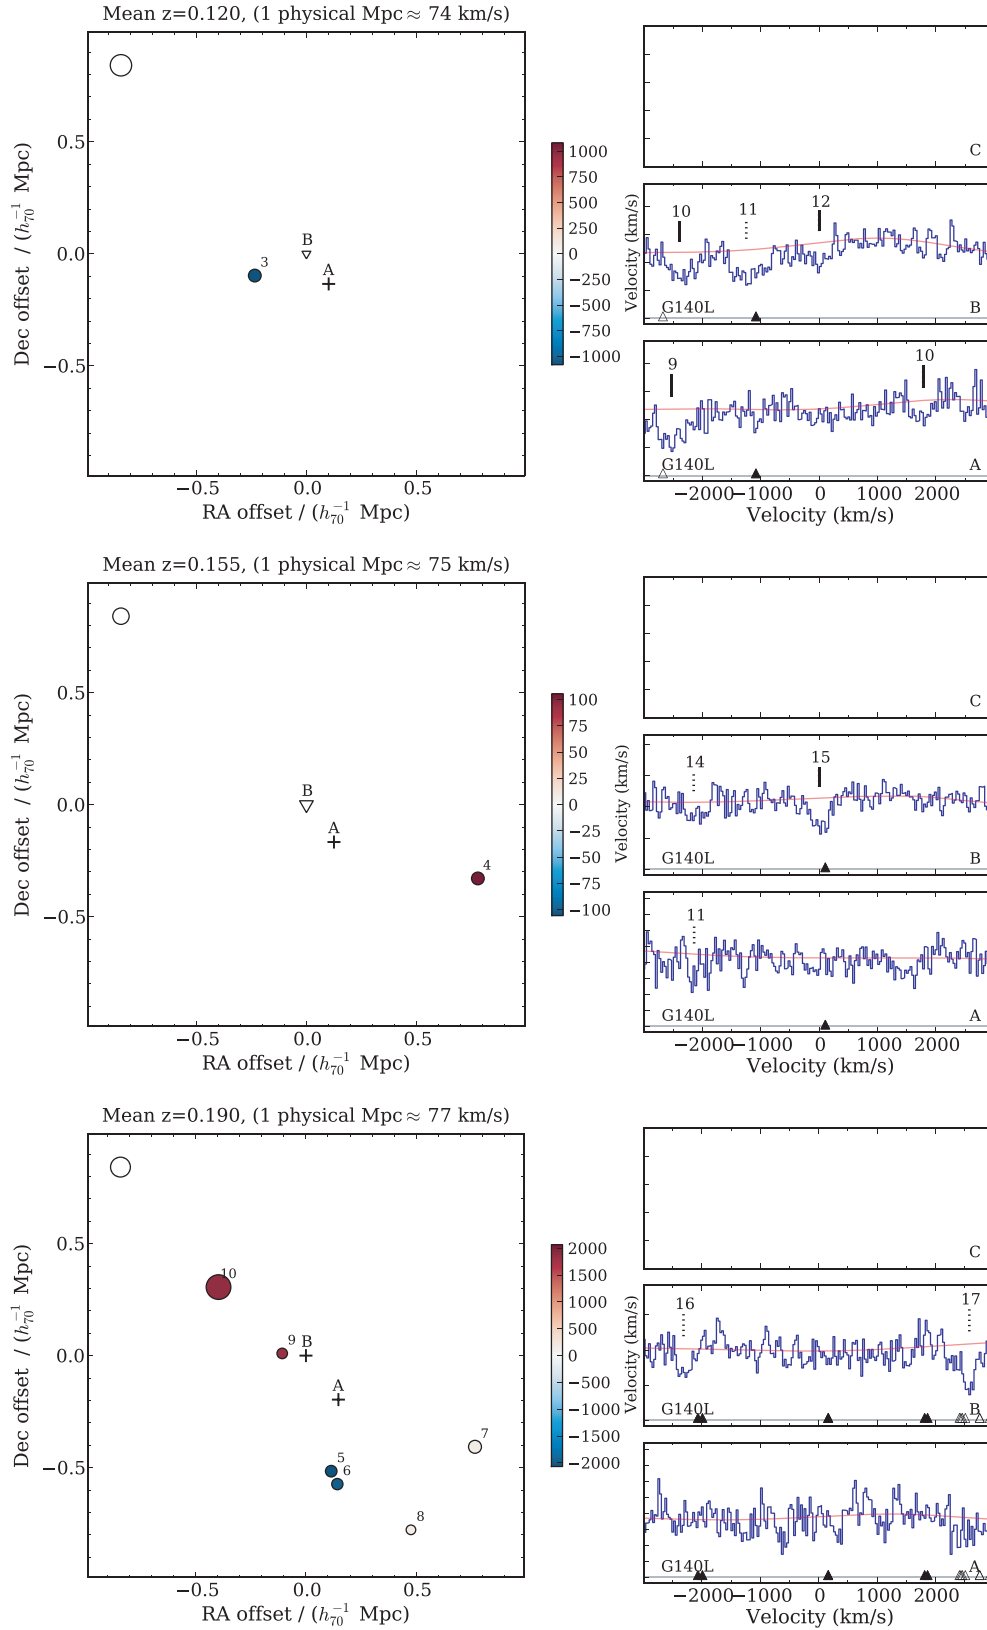 Mean z=0.120, (1 physical Mpc ≈ 74 km/s)
Dec offset / (h₇₀⁻¹ Mpc)
0.5
0.0
−0.5
3
B
A
−0.5 0.0 0.5
RA offset / (h₇₀⁻¹ Mpc)
1000
750
500
250
0
−250
−500
−750
−1000
Velocity (km/s)
C
10 11 12
G140L B
9 10
G140L A
−2000 −1000 0 1000 2000
Velocity (km/s)
Mean z=0.155, (1 physical Mpc ≈ 75 km/s)
Dec offset / (h₇₀⁻¹ Mpc)
0.5
0.0
−0.5
B
A
4
−0.5 0.0 0.5
RA offset / (h₇₀⁻¹ Mpc)
100
75
50
25
0
−25
−50
−75
−100
Velocity (km/s)
C
14 15
G140L B
11
G140L A
−2000 −1000 0 1000 2000
Velocity (km/s)
Mean z=0.190, (1 physical Mpc ≈ 77 km/s)
Dec offset / (h₇₀⁻¹ Mpc)
0.5
0.0
−0.5
10
9 B
A
7
5
6
8
−0.5 0.0 0.5
RA offset / (h₇₀⁻¹ Mpc)
2000
1500
1000
500
0
−500
−1000
−1500
−2000
Velocity (km/s)
C
16 17
G140L B
G140L A
−2000 −1000 0 1000 2000
Velocity (km/s)